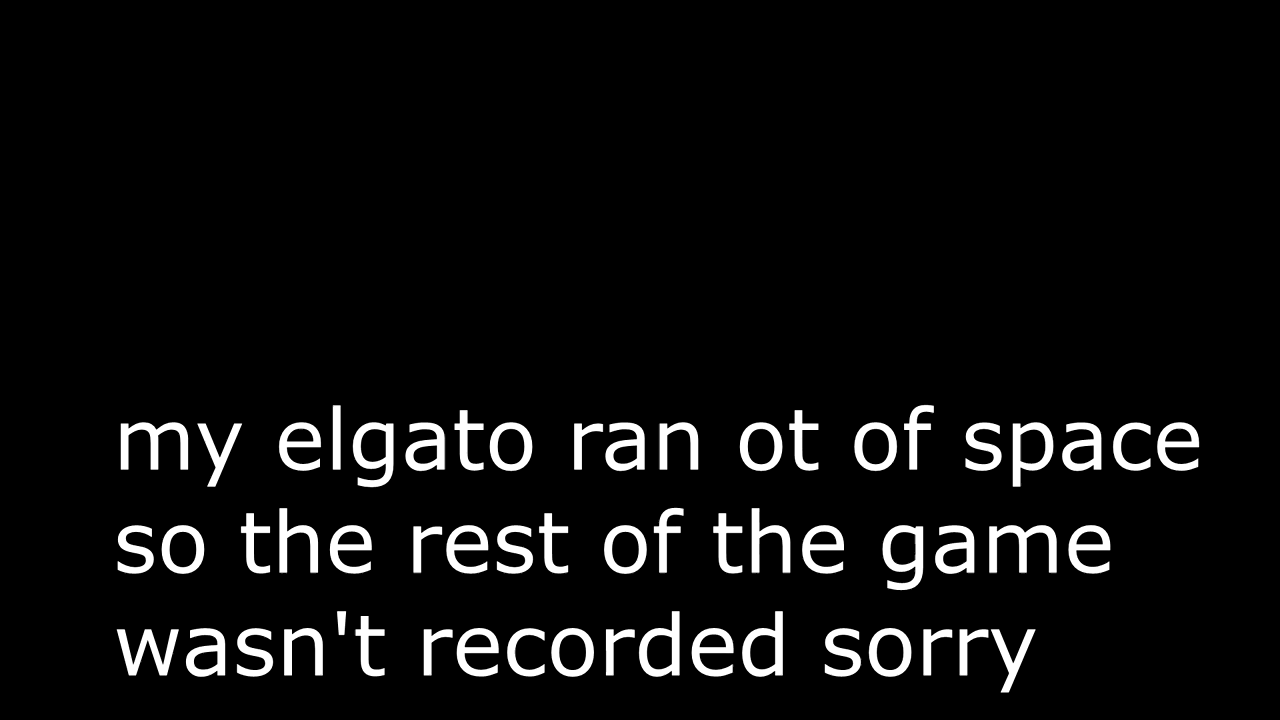 my elgato ran ot of space
so the rest of the game
wasn't recorded sorry